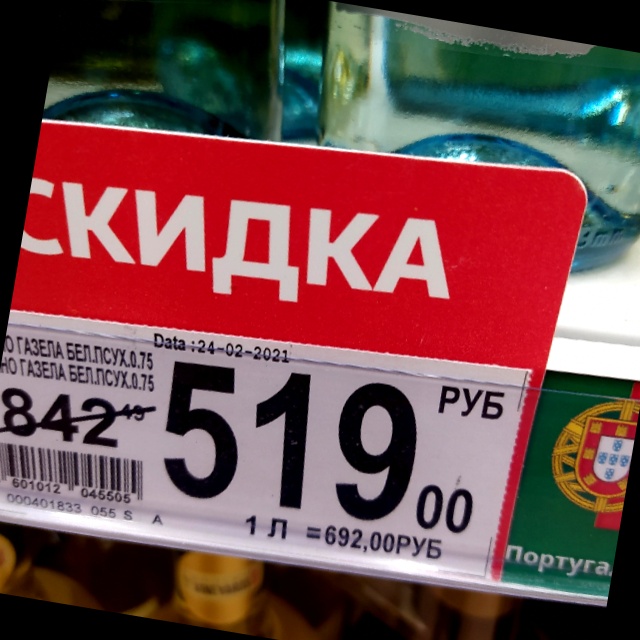 СКИДКА
О ГАЗЕЛА БЕЛ.ПСУХ.0.75
НО ГАЗЕЛА БЕЛ.ПСУХ.0.75
Data :24-02-2021
842
519 00 РУБ
601012 045505
000401833 055 S A
1 Л =692,00РУБ
Португа